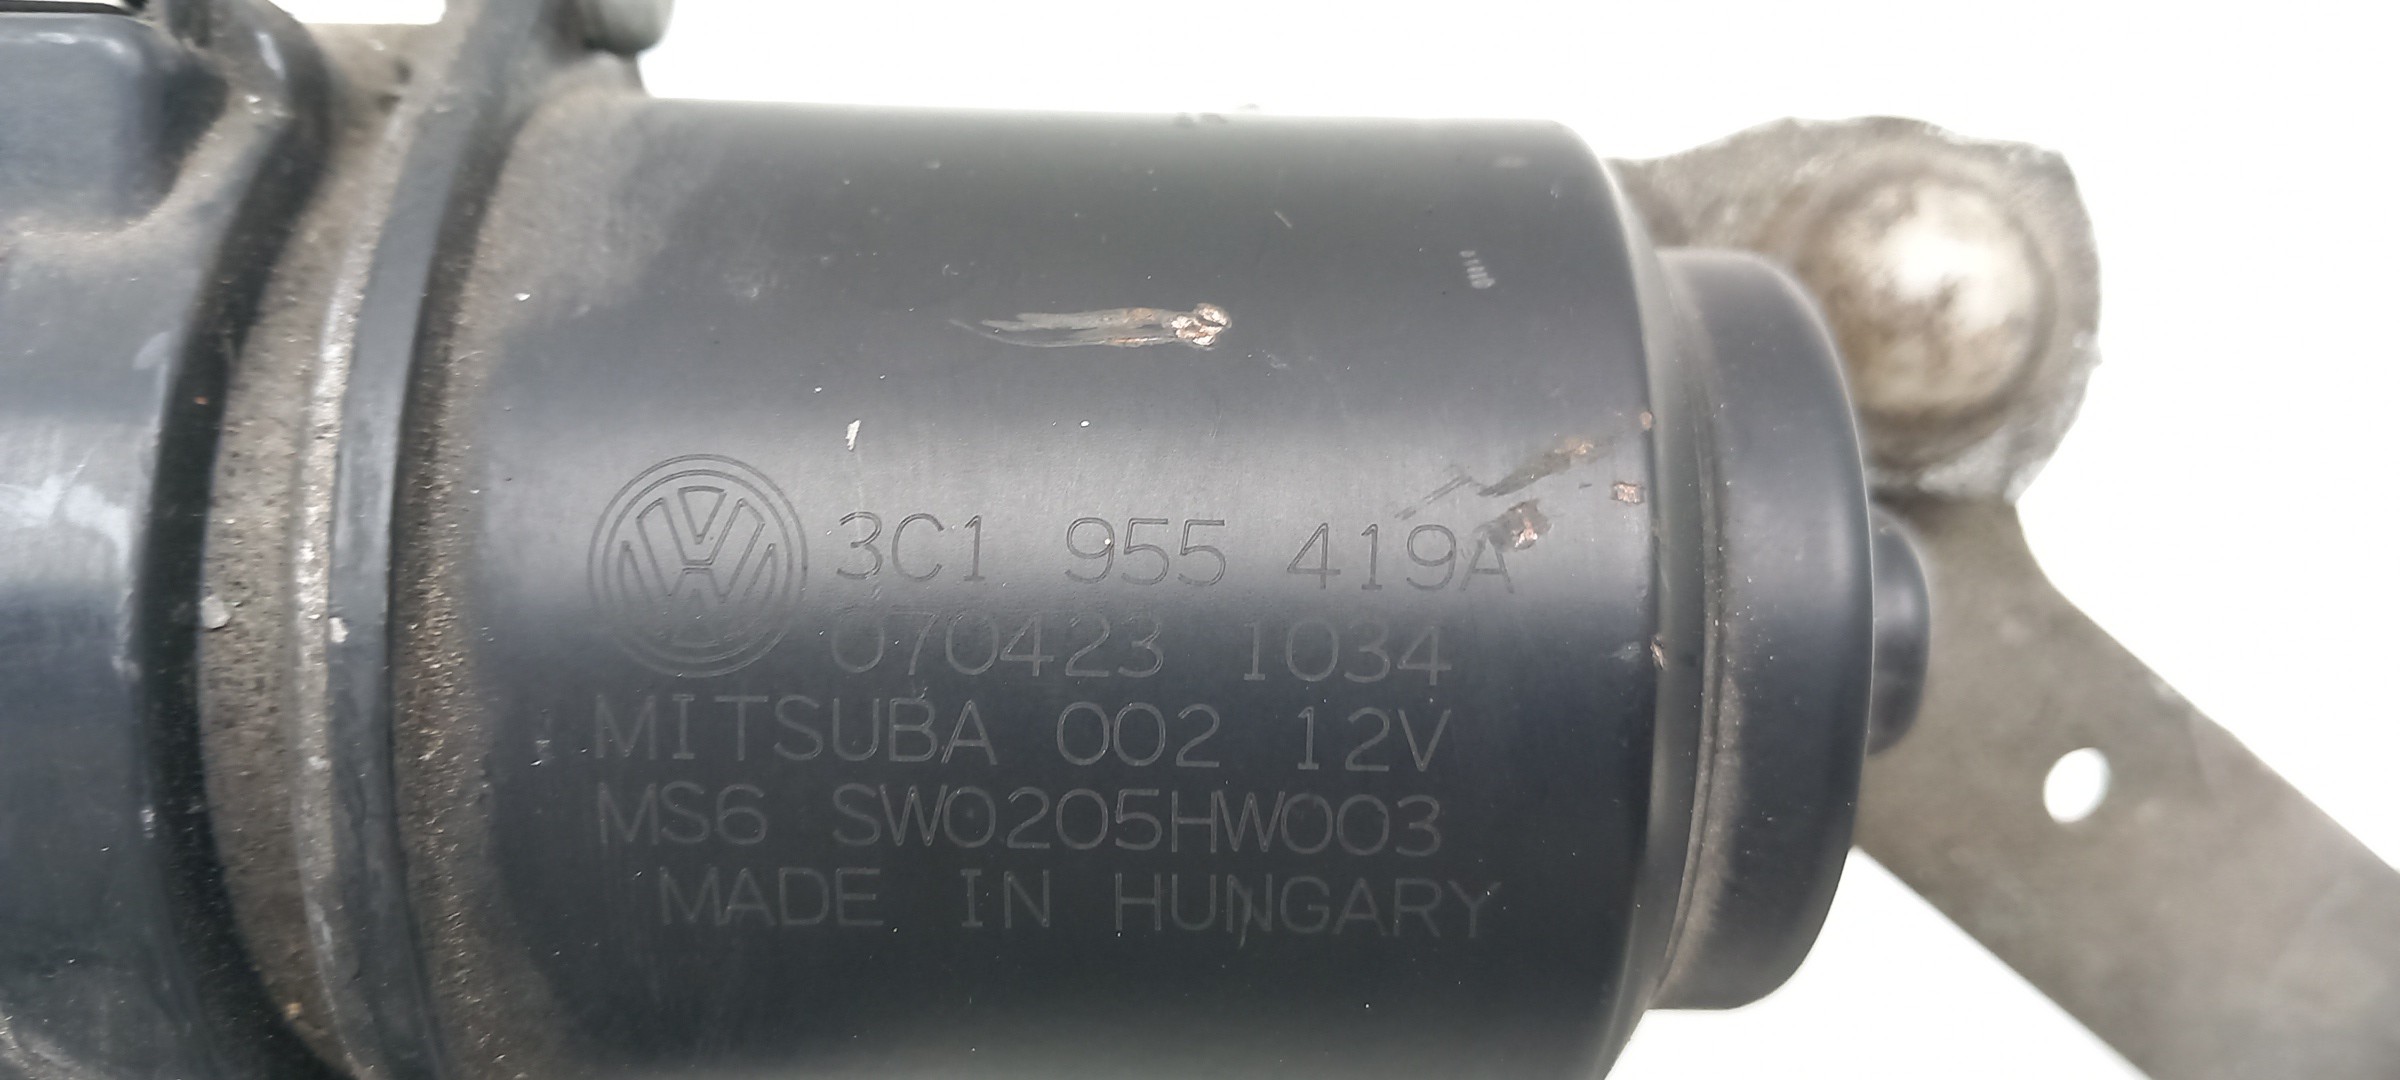 3C1 955 419A
070423 1034
MITSUBA 002 12V
MS6 SW0205HW003
MADE IN HUNGARY